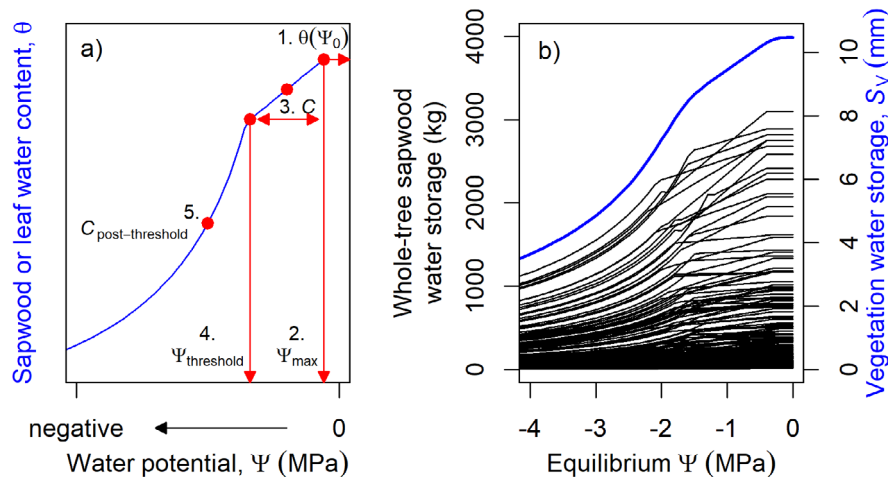 a)
1. θ(Ψ0)
3. C
5.
Cpost−threshold
4.
Ψthreshold
2.
Ψmax
Sapwood or leaf water content, θ
negative
0
Water potential, Ψ (MPa)
b)
4000
3000
2000
1000
0
Whole-tree sapwood
water storage (kg)
10
8
6
4
2
0
Vegetation water storage, SV (mm)
-4
-3
-2
-1
0
Equilibrium Ψ (MPa)